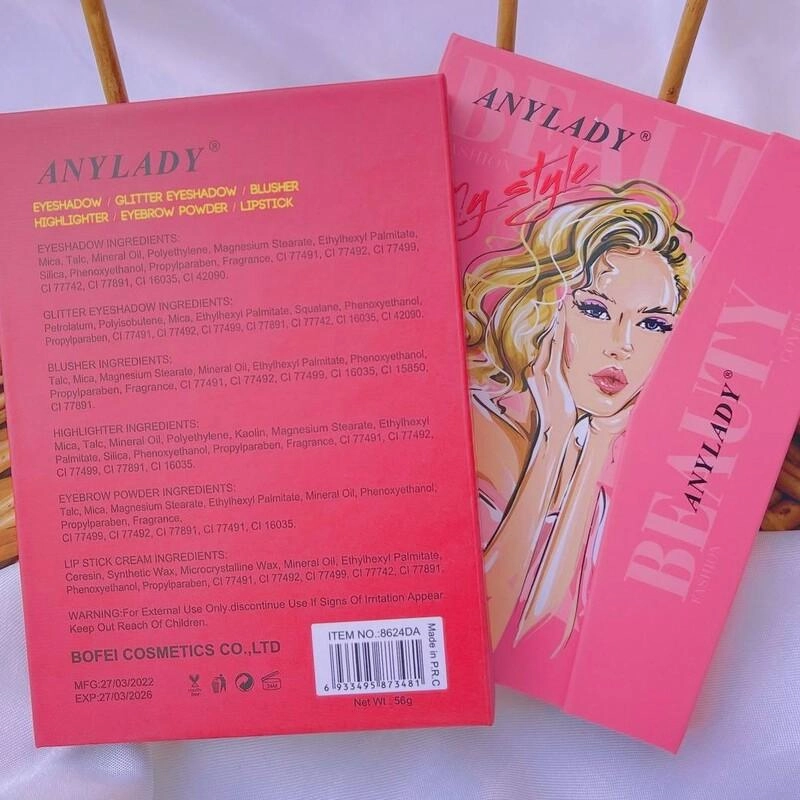 ANYLADY®
EYESHADOW / GLITTER EYESHADOW / BLUSHER
HIGHLIGHTER / EYEBROW POWDER / LIPSTICK
EYESHADOW INGREDIENTS:
Mica, Talc, Mineral Oil, Polyethylene, Magnesium Stearate, Ethylhexyl Palmitate,
Silica, Phenoxyethanol, Propylparaben, Fragrance, CI 77491, CI 77492, CI 77499,
CI 77742, CI 77891, CI 16035, CI 42090.
GLITTER EYESHADOW INGREDIENTS:
Petrolatum, Polyisobutene, Mica, Ethylhexyl Palmitate, Squalane, Phenoxyethanol,
Propylparaben, CI 77491, CI 77492, CI 77499, CI 77891, CI 77742, CI 16035, CI 42090.
BLUSHER INGREDIENTS:
Talc, Mica, Magnesium Stearate, Mineral Oil, Ethylhexyl Palmitate, Phenoxyethanol,
Propylparaben, Fragrance, CI 77491, CI 77492, CI 77499, CI 16035, CI 15850,
CI 77891.
HIGHLIGHTER INGREDIENTS:
Mica, Talc, Mineral Oil, Polyethylene, Kaolin, Magnesium Stearate, Ethylhexyl
Palmitate, Silica, Phenoxyethanol, Propylparaben, Fragrance, CI 77491, CI 77492,
CI 77499, CI 77891, CI 16035.
EYEBROW POWDER INGREDIENTS:
Talc, Mica, Magnesium Stearate, Ethylhexyl Palmitate, Mineral Oil, Phenoxyethanol,
Propylparaben, Fragrance,
CI 77499, CI 77492, CI 77891, CI 77491, CI 16035.
LIP STICK CREAM INGREDIENTS:
Ceresin, Synthetic Wax, Microcrystalline Wax, Mineral Oil, Ethylhexyl Palmitate,
Phenoxyethanol, Propylparaben, CI 77491, CI 77492, CI 77499, CI 77742, CI 77891.
WARNING:For External Use Only.discontinue Use If Signs Of Irritation Appear.
Keep Out Reach Of Children.
BOFEI COSMETICS CO.,LTD
MFG:27/03/2022
EXP:27/03/2026
24M
ITEM NO.:8624DA
6 933495 873481
Made in P.R.C
Net Wt.: 56g
BEAUT
ANYLADY®
FASHION
My style
BEAUTY
ANYLADY®
FASHION
COVER